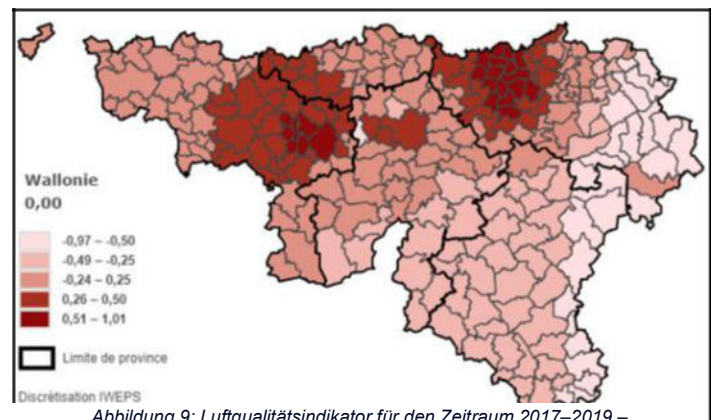 Wallonie
0,00
-0,97 – -0,50
-0,49 – -0,25
-0,24 – 0,25
0,26 – 0,50
0,51 – 1,01
Limite de province
Discrétisation IWEPS
Abbildung 9: Luftqualitätsindikator für den Zeitraum 2017–2019 –